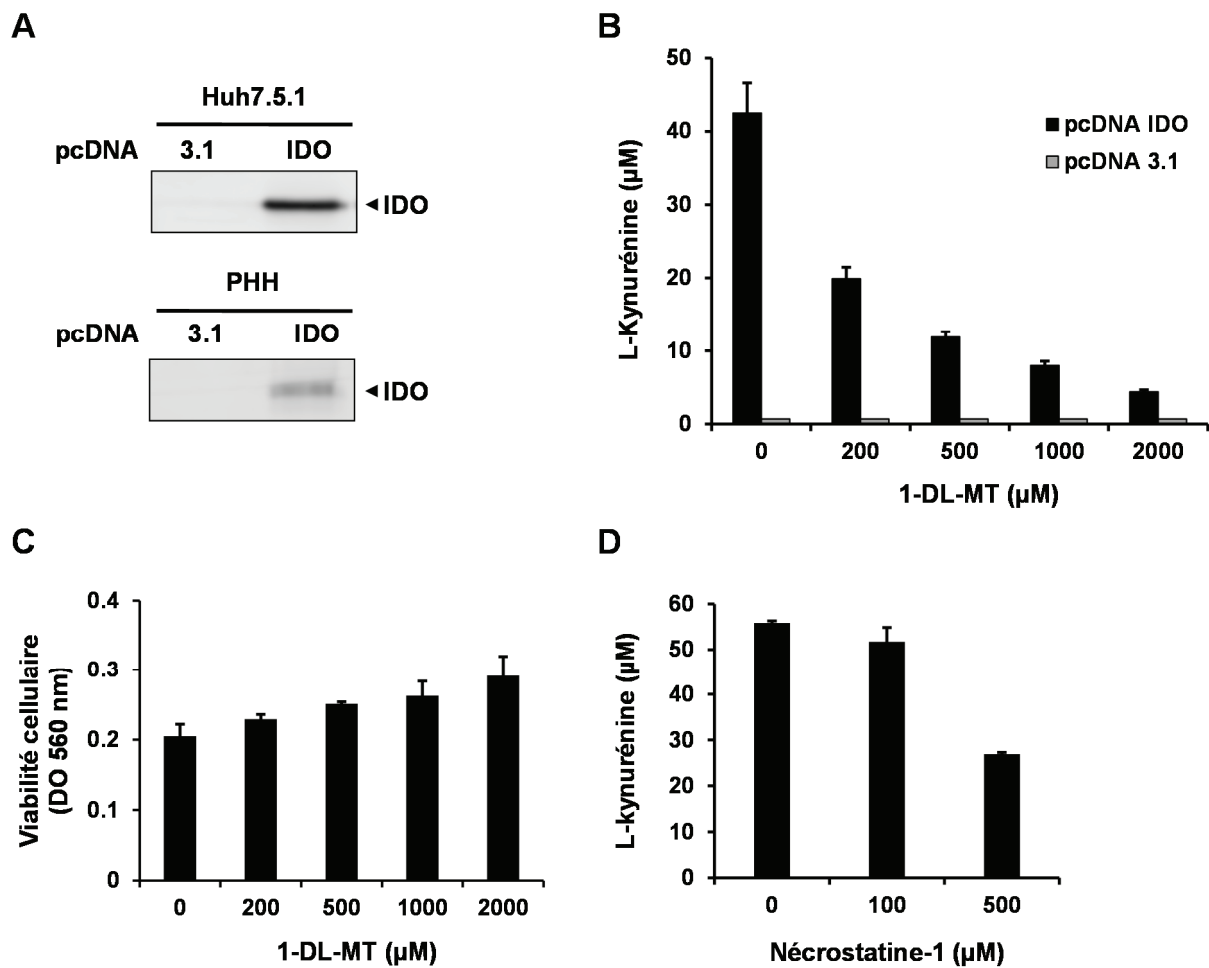 A
Huh7.5.1
pcDNA 3.1 IDO
◄IDO
PHH
pcDNA 3.1 IDO
◄IDO
B
L-Kynurénine (µM)
50
40
30
20
10
0
pcDNA IDO
pcDNA 3.1
0 200 500 1000 2000
1-DL-MT (µM)
C
Viabilité cellulaire
(DO 560 nm)
0.4
0.3
0.2
0.1
0
0 200 500 1000 2000
1-DL-MT (µM)
D
L-kynurénine (µM)
60
50
40
30
20
10
0
0 100 500
Nécrostatine-1 (µM)